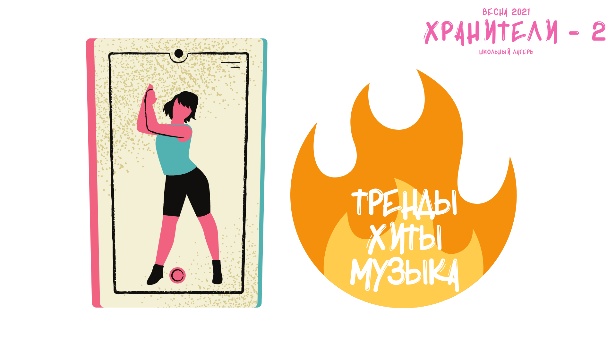 ВЕСНА 2021
ХРАНИТЕЛИ - 2
ШКОЛЬНЫЙ ЛАГЕРЬ
ТРЕНДЫ
ХИТЫ
МУЗЫКА